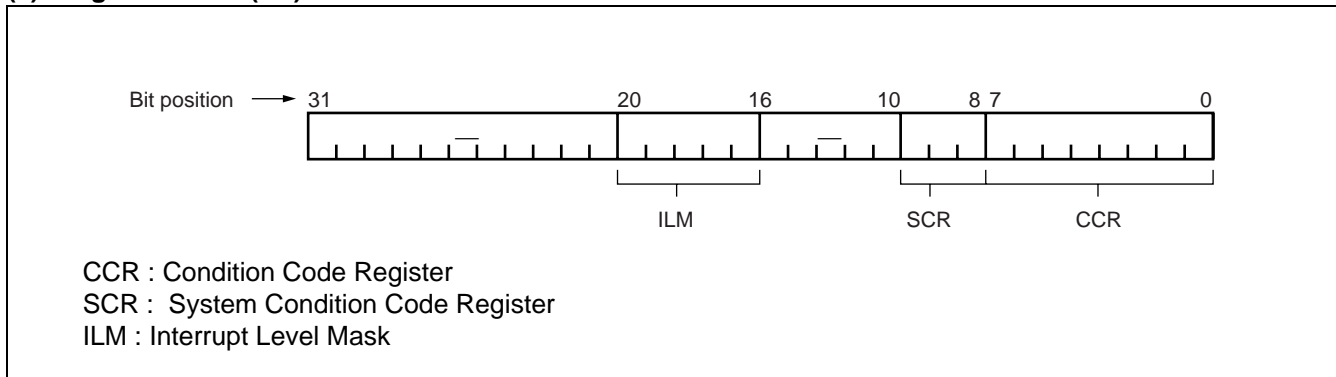 Bit position 31 20 16 10 8 7 0
— —
ILM SCR CCR
CCR : Condition Code Register
SCR : System Condition Code Register
ILM : Interrupt Level Mask